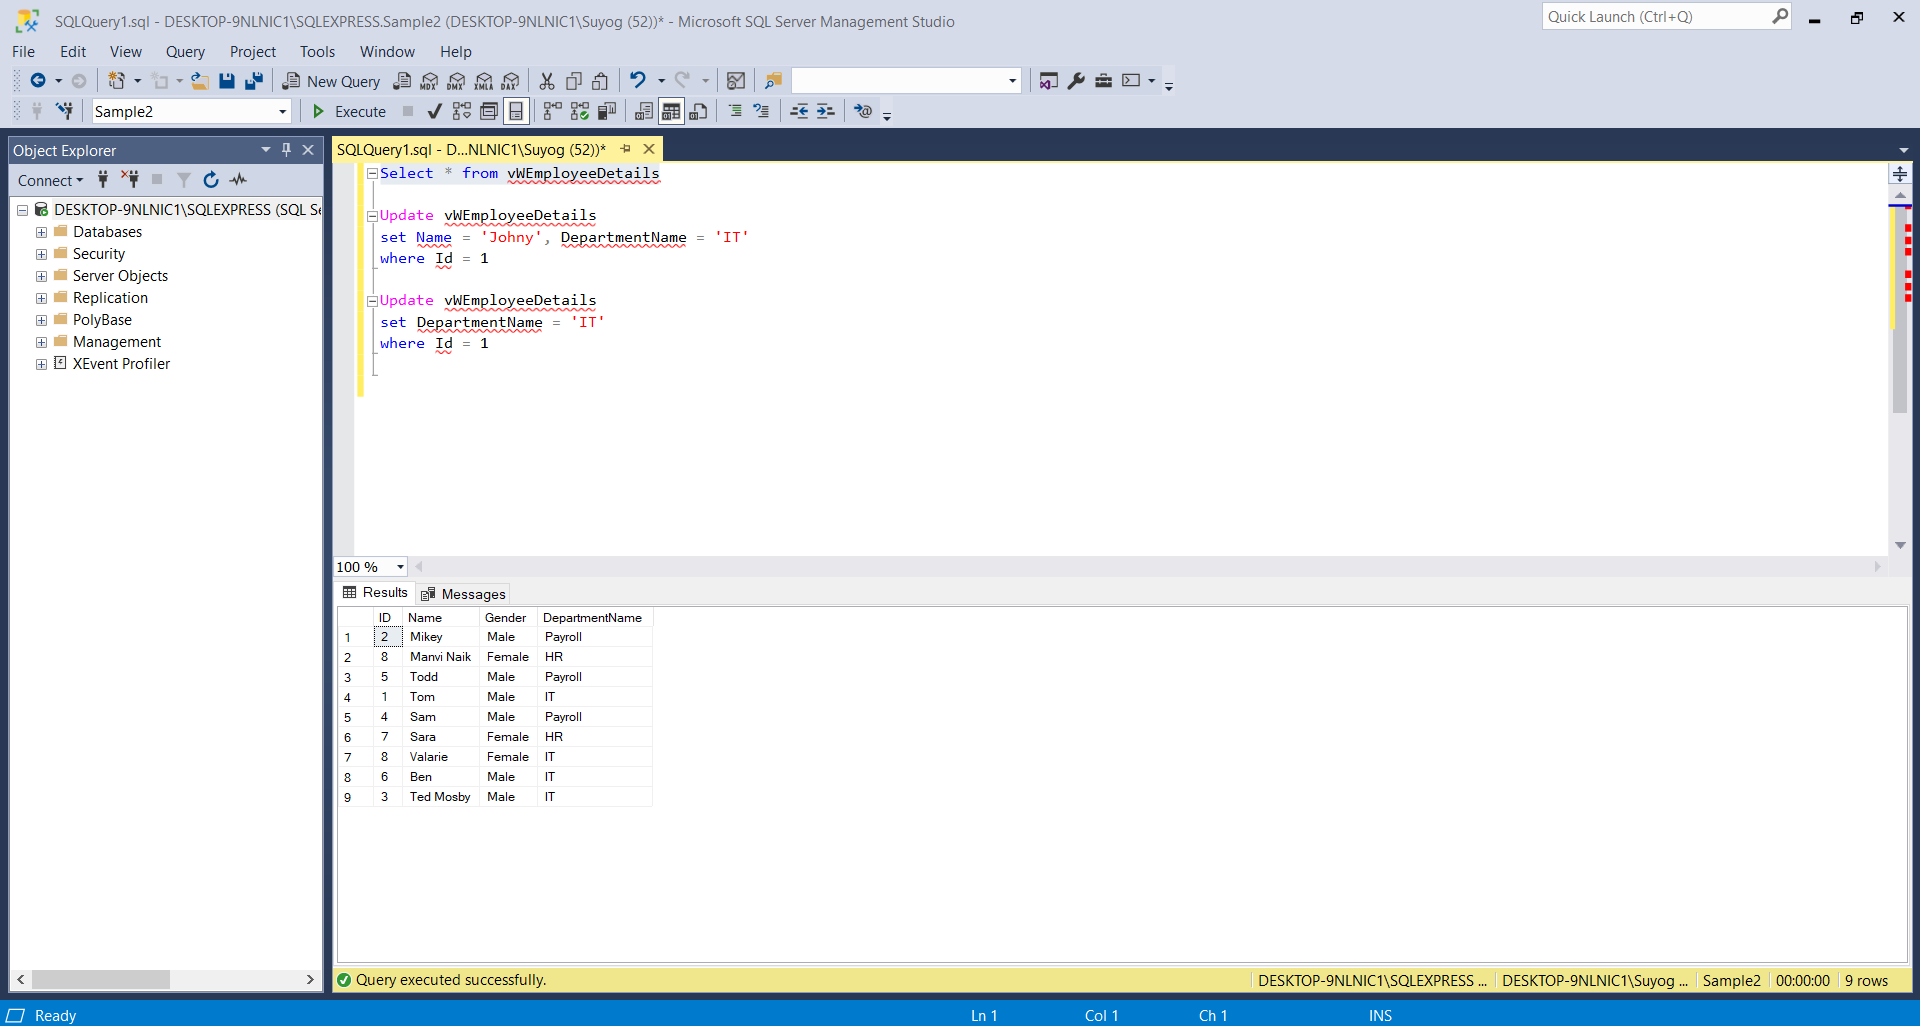 SQLQuery1.sql - DESKTOP-9NLNIC1\SQLEXPRESS.Sample2 (DESKTOP-9NLNIC1\Suyog (52))* - Microsoft SQL Server Management Studio
Quick Launch (Ctrl+Q)
File Edit View Query Project Tools Window Help
New Query MDX DMX XMLA DAX
Sample2 Execute
Object Explorer
SQLQuery1.sql - D...NLNIC1\Suyog (52))*
Connect
DESKTOP-9NLNIC1\SQLEXPRESS (SQL Se
Databases
Security
Server Objects
Replication
PolyBase
Management
XEvent Profiler
Select * from vWEmployeeDetails
Update vWEmployeeDetails
set Name = 'Johny', DepartmentName = 'IT'
where Id = 1
Update vWEmployeeDetails
set DepartmentName = 'IT'
where Id = 1
100 %
Results Messages
ID Name Gender DepartmentName
1 2 Mikey Male Payroll
2 8 Manvi Naik Female HR
3 5 Todd Male Payroll
4 1 Tom Male IT
5 4 Sam Male Payroll
6 7 Sara Female HR
7 8 Valarie Female IT
8 6 Ben Male IT
9 3 Ted Mosby Male IT
Query executed successfully. DESKTOP-9NLNIC1\SQLEXPRESS ... DESKTOP-9NLNIC1\Suyog ... Sample2 00:00:00 9 rows
Ready Ln 1 Col 1 Ch 1 INS